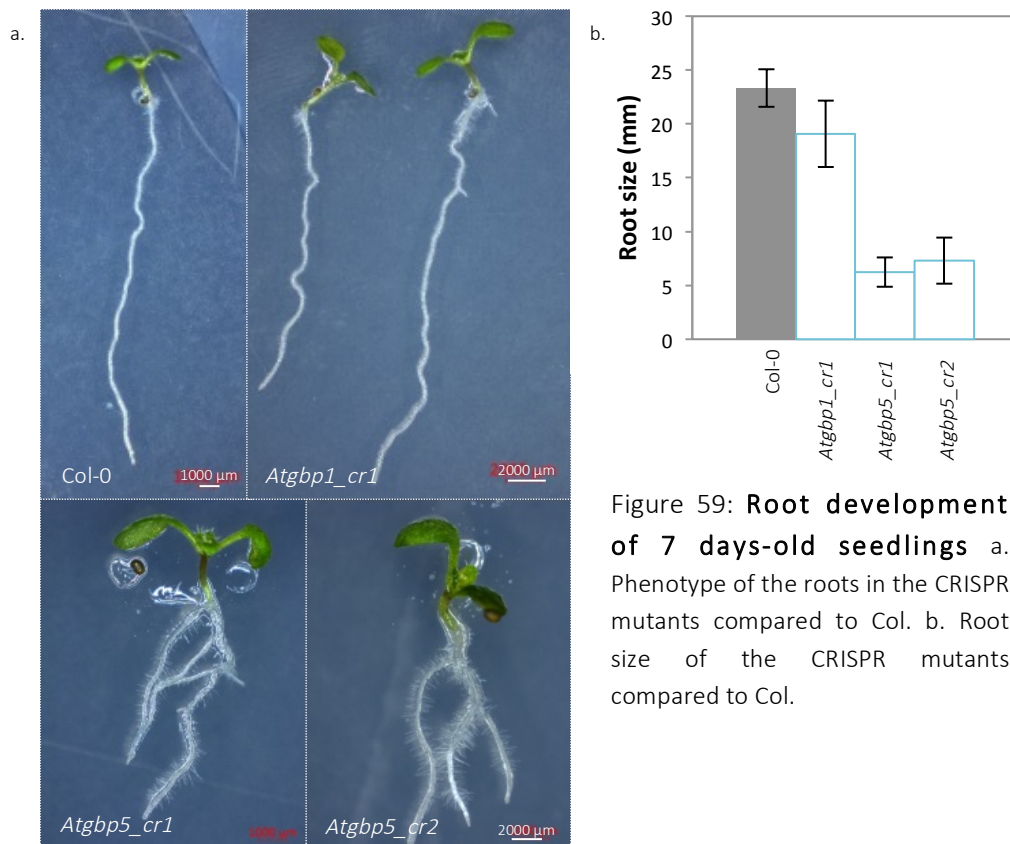 a.
Col-0
1000 µm
Atgbp1_cr1
2000 µm
Atgbp5_cr1
1000 µm
Atgbp5_cr2
2000 µm
b.
Root size (mm)
30
25
20
15
10
5
0
Col-0
Atgbp1_cr1
Atgbp5_cr1
Atgbp5_cr2
Figure 59: Root development
of 7 days-old seedlings a.
Phenotype of the roots in the CRISPR
mutants compared to Col. b. Root
size of the CRISPR mutants
compared to Col.